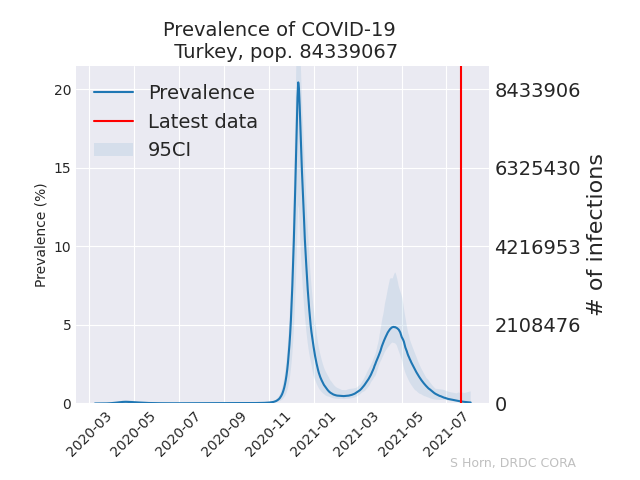 Prevalence of COVID-19
Turkey, pop. 84339067
Prevalence
Latest data
95CI
Prevalence (%)
20
15
10
5
0
8433906
6325430
4216953
2108476
0
# of infections
2020-03
2020-05
2020-07
2020-09
2020-11
2021-01
2021-03
2021-05
2021-07
S Horn, DRDC CORA